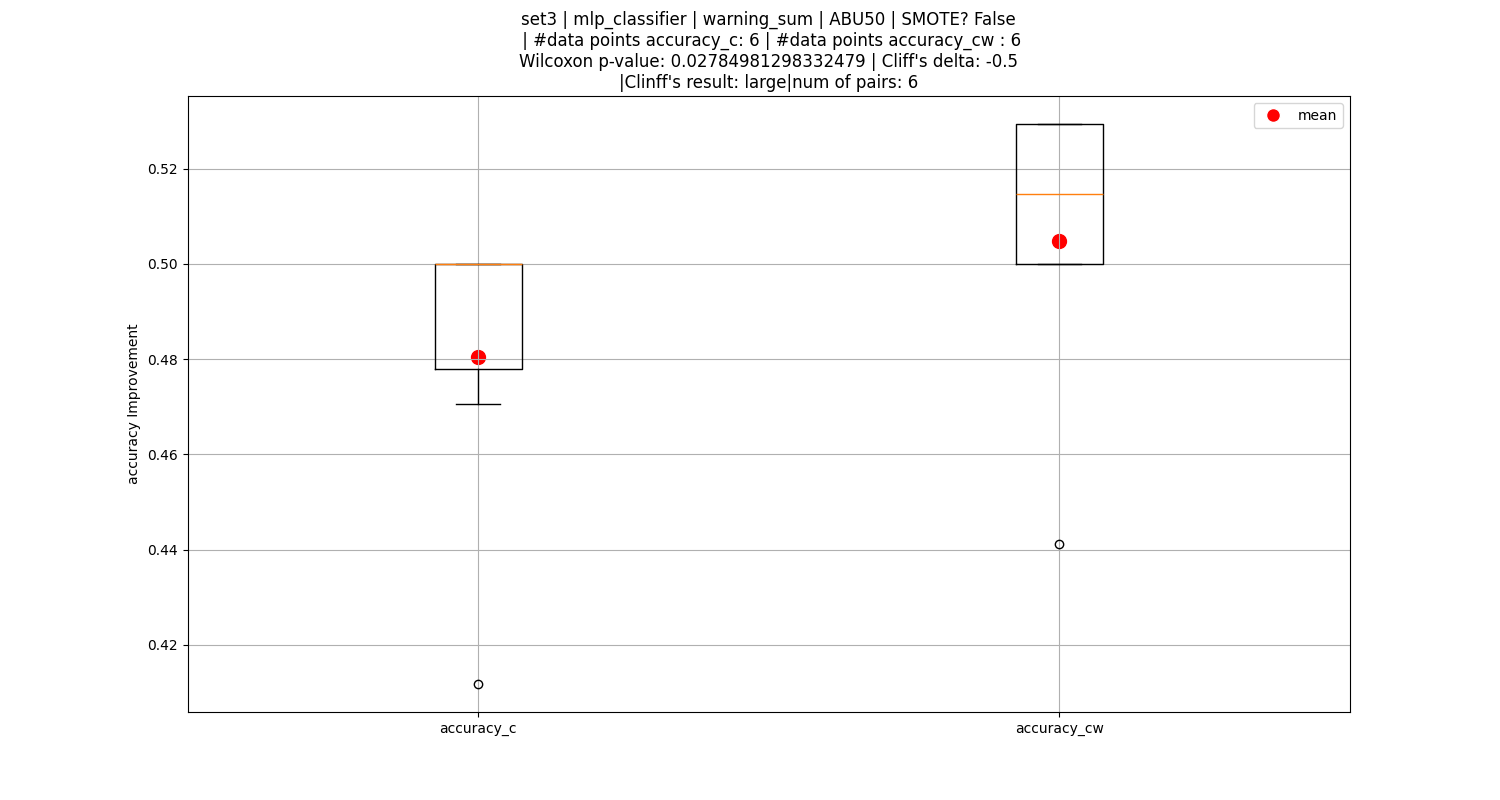 set3 | mlp_classifier | warning_sum | ABU50 | SMOTE? False
| #data points accuracy_c: 6 | #data points accuracy_cw : 6
Wilcoxon p-value: 0.02784981298332479 | Cliff's delta: -0.5
|Clinff's result: large|num of pairs: 6
mean
0.52
0.50
0.48
0.46
0.44
0.42
accuracy Improvement
accuracy_c
accuracy_cw